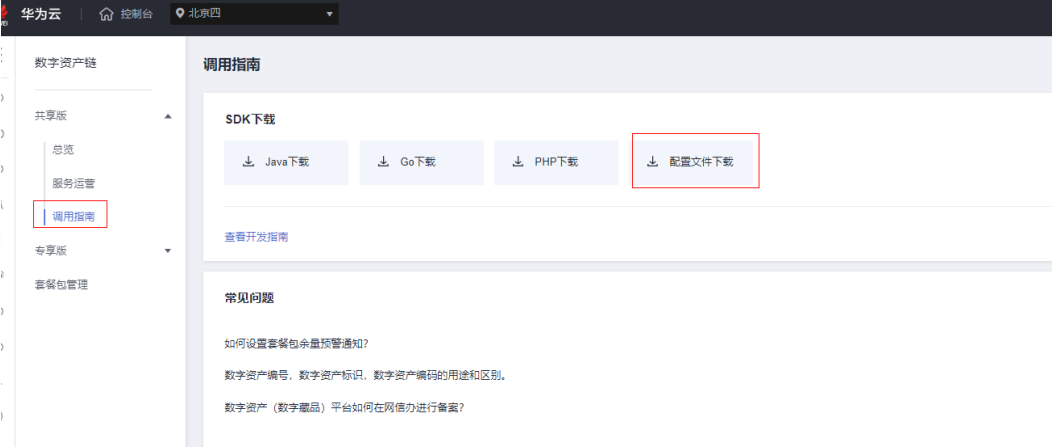 华为云
控制台
北京四
数字资产链
共享版
总览
服务运营
调用指南
专享版
套餐包管理
调用指南
SDK下载
Java下载
Go下载
PHP下载
配置文件下载
查看开发指南
常见问题
如何设置套餐包余量预警通知？
数字资产编号，数字资产标识，数字资产编码的用途和区别。
数字资产（数字藏品）平台如何在网信办进行备案？